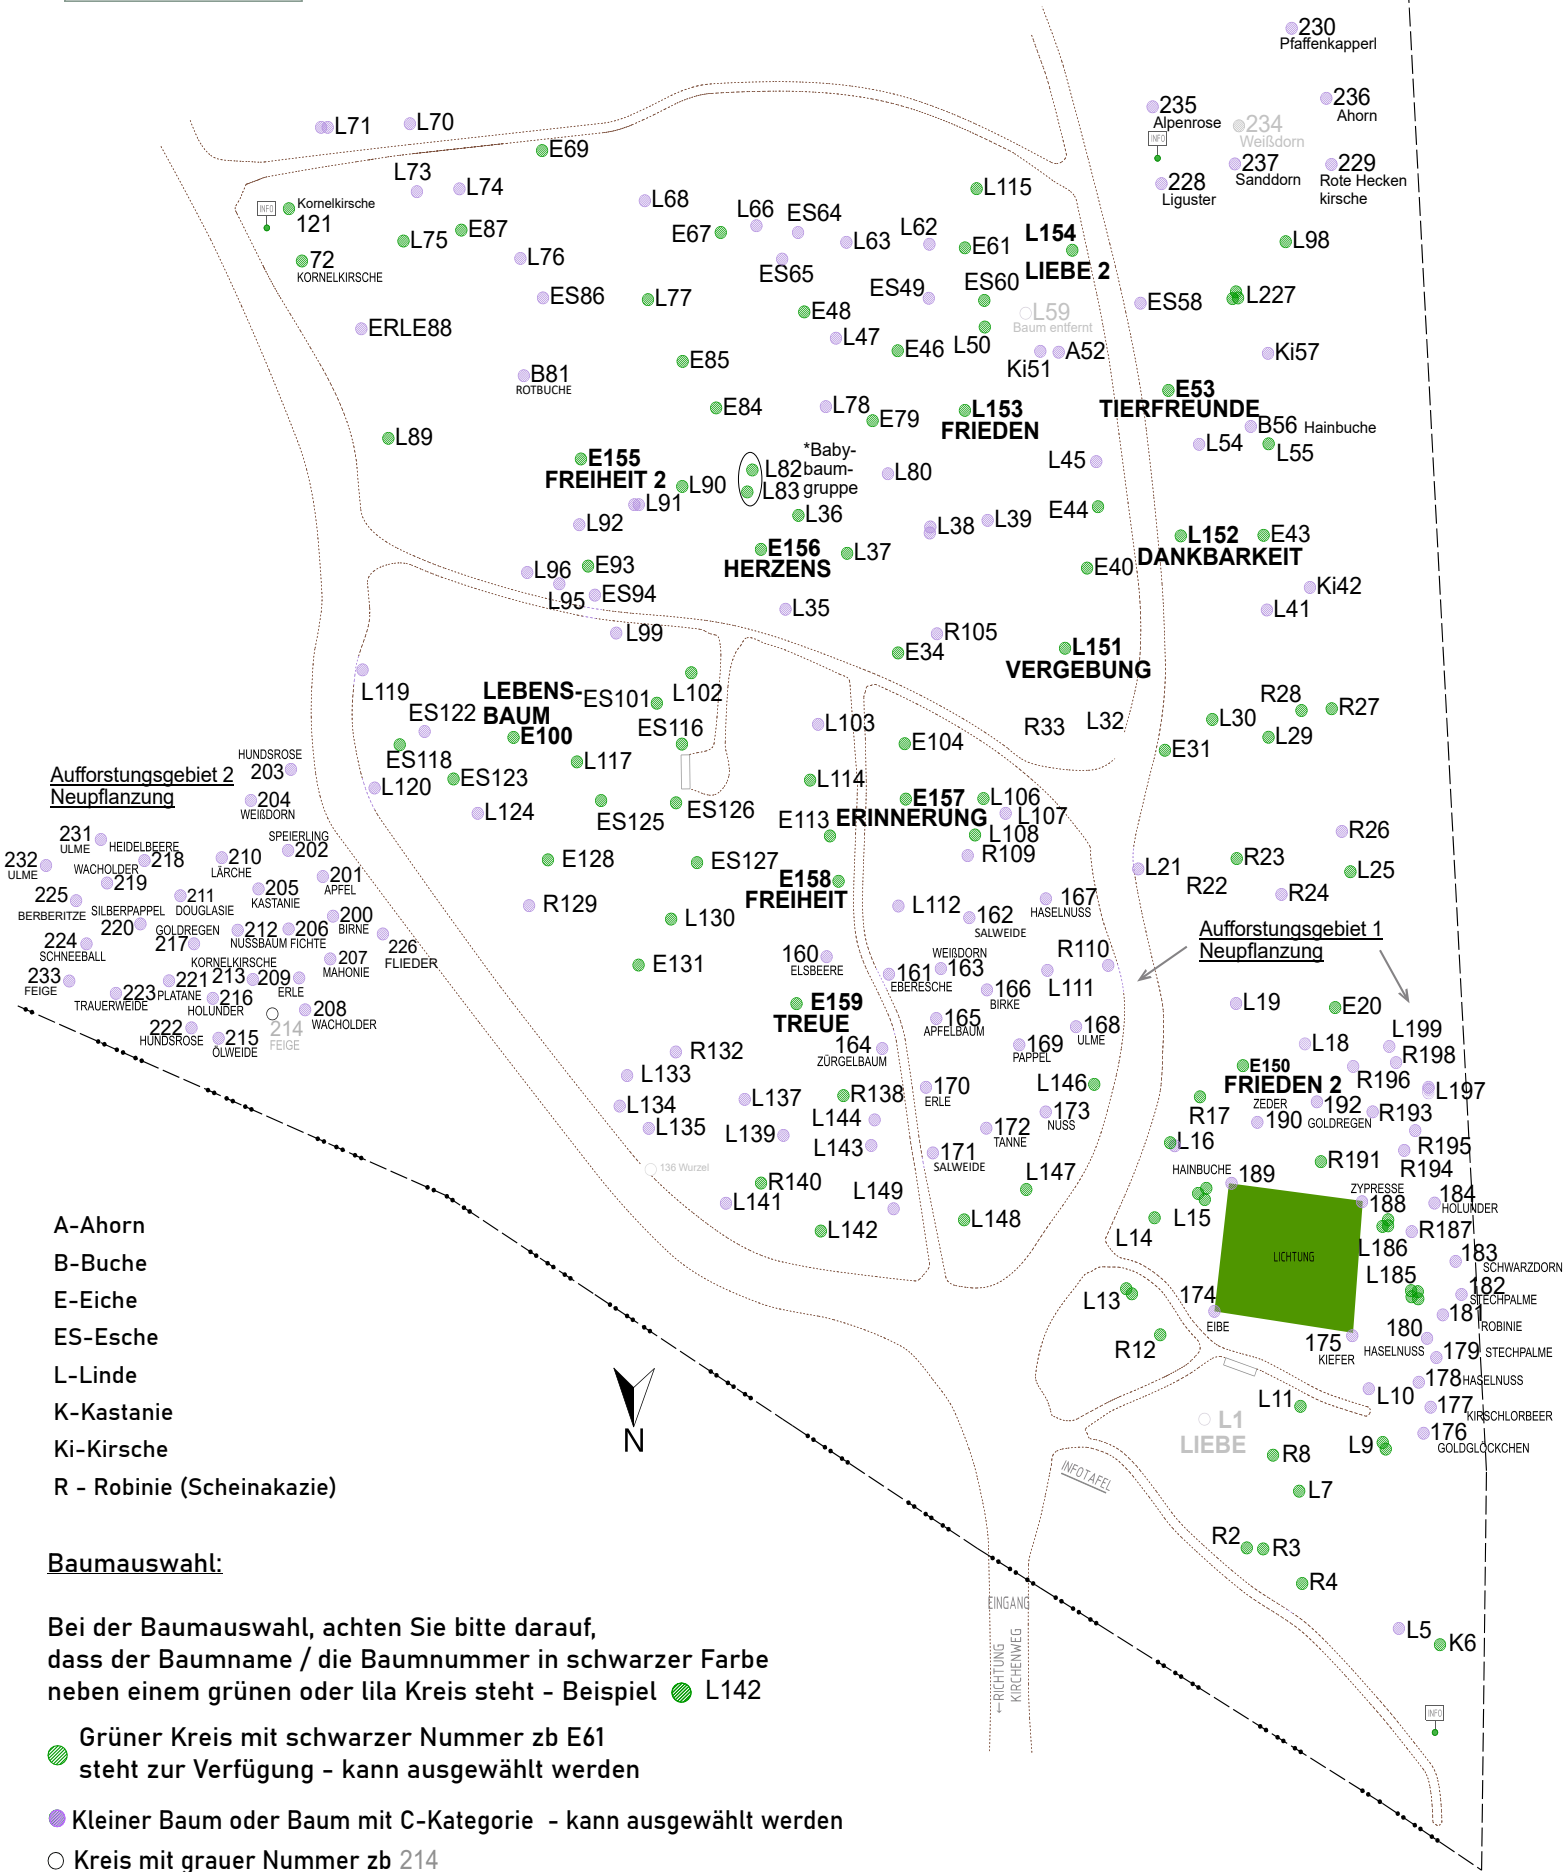 230
Pfaffenkapperl
235
Alpenrose
236
Ahorn
234
Weißdorn
INFO
237
Sanddorn
229
Rote Hecken
kirsche
228
Liguster
L71
L70
E69
L73
L74
L68
L115
Kornelkirsche
121
INFO
L75
E87
L66
ES64
E67
L63
L62
E61
L154
LIEBE 2
L98
72
KORNELKIRSCHE
L76
ES65
ES86
L77
ES49
ES60
ES58
L227
E48
L59
Baum entfernt
ERLE88
L47
E46
L50
Ki51
A52
Ki57
E85
B81
ROTBUCHE
E53
TIERFREUNDE
E84
L78
E79
L153
FRIEDEN
B56 Hainbuche
L54
L55
L89
E155
FREIHEIT 2
L90
L82
L83
*Baby-
baum-
gruppe
L80
L45
L91
L92
L36
L38
L39
E44
L152
DANKBARKEIT
E43
E156
HERZENS
L37
E40
L96
E93
L95
ES94
L35
Ki42
L41
L99
R105
E34
L151
VERGEBUNG
L119
LEBENS-
BAUM
E100
ES101
L102
ES122
ES116
L103
E104
R33
L32
R28
R27
L30
L29
E31
ES118
ES123
L117
L114
HUNDSROSE
203
Aufforstungsgebiet 2
Neupflanzung
204
WEIßDORN
L120
L124
ES125
ES126
E157
ERINNERUNG
L106
L107
E113
L108
R109
R26
231
ULME
HEIDELBEERE
218
SPEIERLING
202
210
LÄRCHE
232
ULME
WACHOLDER
219
201
APFEL
205
KASTANIE
E128
ES127
E158
FREIHEIT
L21
R23
L25
R22
R24
225
BERBERITZE
211
DOUGLASIE
SILBERPAPPEL
220
200
BIRNE
R129
L130
L112
162
SALWEIDE
167
HASELNUSS
Aufforstungsgebiet 1
Neupflanzung
224
SCHNEEBALL
GOLDREGEN
217
212
NUSSBAUM
206
FICHTE
226
FLIEDER
207
MAHONIE
KORNELKIRSCHE
213
209
ERLE
E131
160
ELSBEERE
WEIßDORN
163
161
EBERESCHE
R110
L111
233
FEIGE
223
TRAUERWEIDE
221
PLATANE
216
HOLUNDER
208
WACHOLDER
166
BIRKE
E159
TREUE
165
APFELBAUM
168
ULME
L19
E20
222
HUNDSROSE
215
ÖLWEIDE
214
FEIGE
R132
164
ZÜRGELBAUM
169
PAPPEL
L18
L199
R198
E150
FRIEDEN 2
R196
L133
L134
L135
L137
R138
170
ERLE
L146
L197
R17
ZEDER
190
192
GOLDREGEN
R193
L144
L139
L143
173
NUSS
172
TANNE
171
SALWEIDE
L16
R195
R194
136 Wurzel
HAINBUCHE
189
R191
R140
L141
L149
L147
ZYPRESSE
188
184
HOLUNDER
L142
L148
L14
L15
R187
L186
LICHTUNG
183
SCHWARZDORN
L185
182
STECHPALME
181
ROBINIE
L13
174
EIBE
R12
175
KIEFER
180
HASELNUSS
179 STECHPALME
178 HASELNUSS
L10
177
KIRSCHLORBEER
176
GOLDGLÖCKCHEN
L11
L1
LIEBE
L9
R8
L7
INFOTAFEL
R2
R3
R4
EINGANG
←RICHTUNG
KIRCHENWEG
L5
K6
INFO
N
A-Ahorn
B-Buche
E-Eiche
ES-Esche
L-Linde
K-Kastanie
Ki-Kirsche
R - Robinie (Scheinakazie)
Baumauswahl:
Bei der Baumauswahl, achten Sie bitte darauf,
dass der Baumname / die Baumnummer in schwarzer Farbe
neben einem grünen oder lila Kreis steht - Beispiel L142
Grüner Kreis mit schwarzer Nummer zb E61
steht zur Verfügung - kann ausgewählt werden
Kleiner Baum oder Baum mit C-Kategorie - kann ausgewählt werden
Kreis mit grauer Nummer zb 214